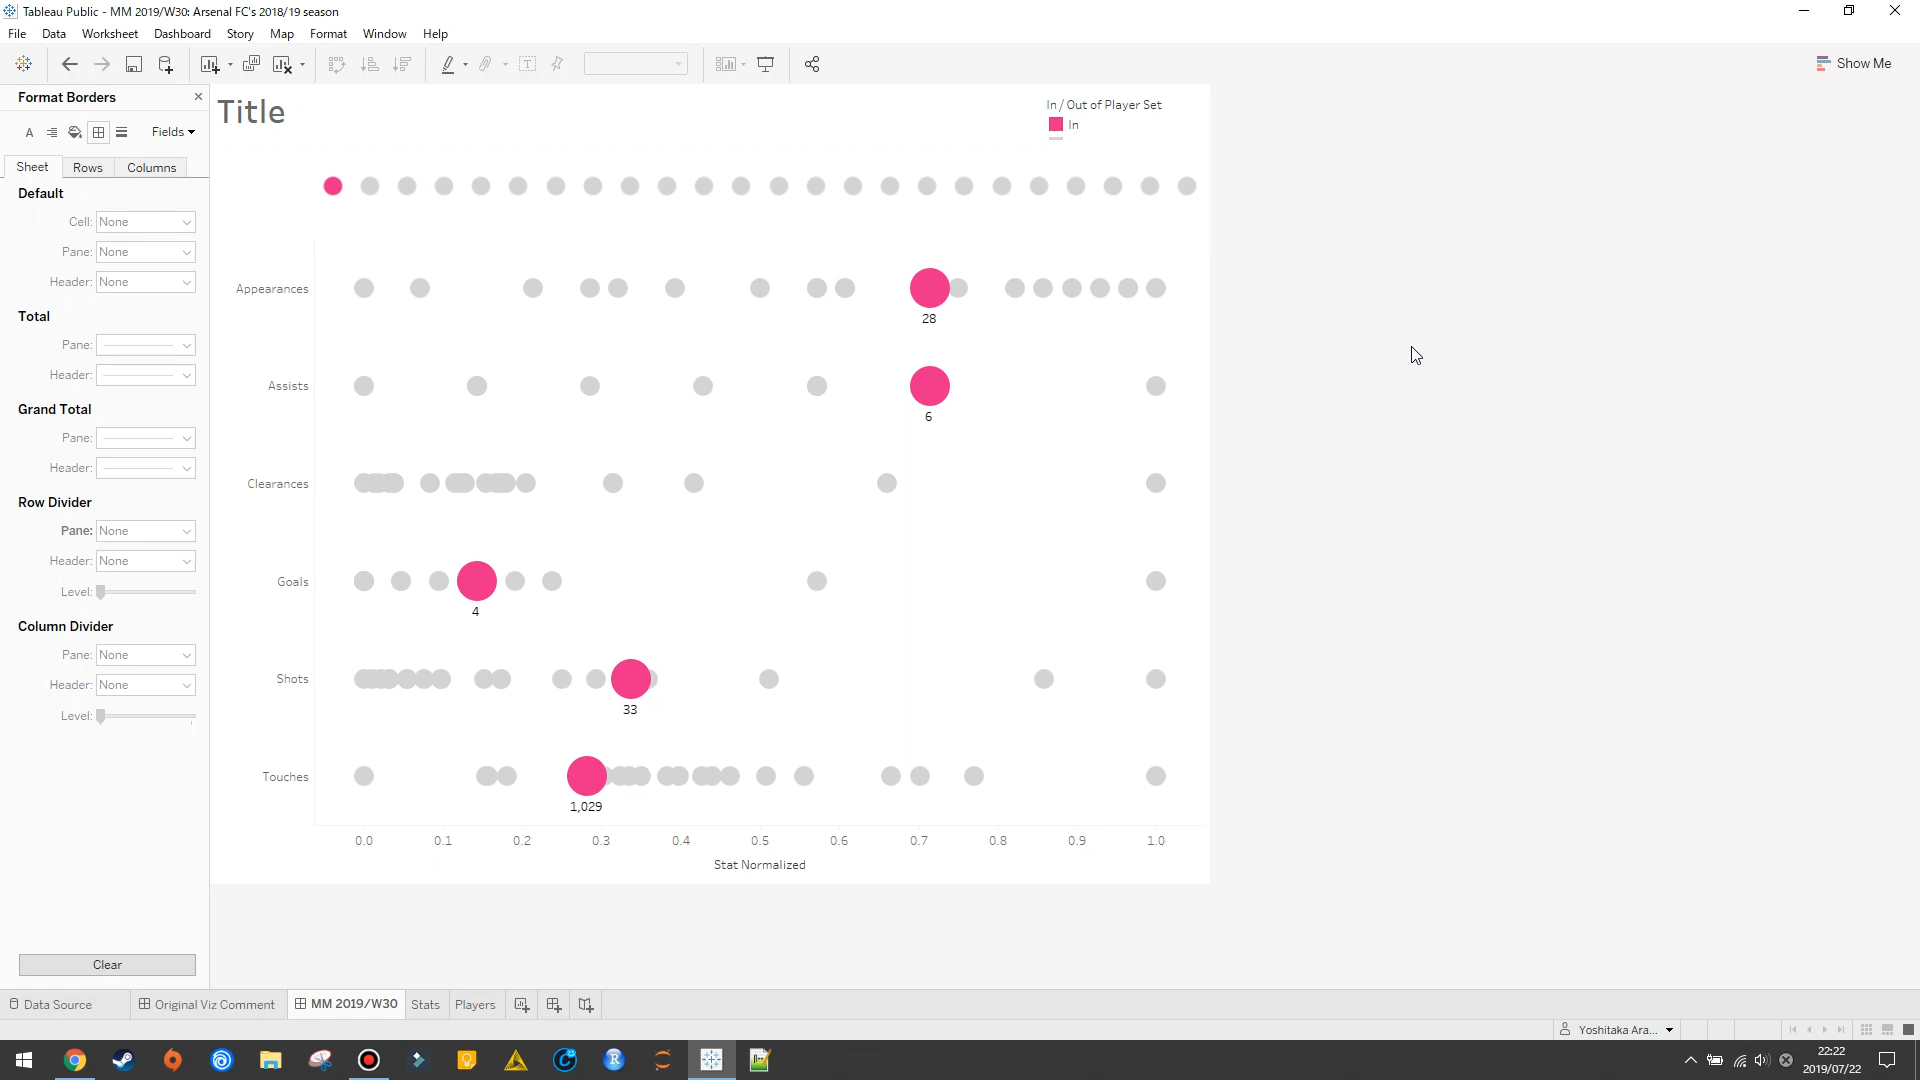 Tableau Public - MM 2019/W30: Arsenal FC's 2018/19 season
File Data Worksheet Dashboard Story Map Format Window Help
Show Me
Format Borders
A Fields
Sheet Rows Columns
Default
Cell: None
Pane: None
Header: None
Total
Pane:
Header:
Grand Total
Pane:
Header:
Row Divider
Pane: None
Header: None
Level:
Column Divider
Pane: None
Header: None
Level:
Clear
Title
In / Out of Player Set
In
Appearances
28
Assists
6
Clearances
Goals
4
Shots
33
Touches
1,029
0.0 0.1 0.2 0.3 0.4 0.5 0.6 0.7 0.8 0.9 1.0
Stat Normalized
Data Source Original Viz Comment MM 2019/W30 Stats Players
Yoshitaka Ara...
22:22
2019/07/22